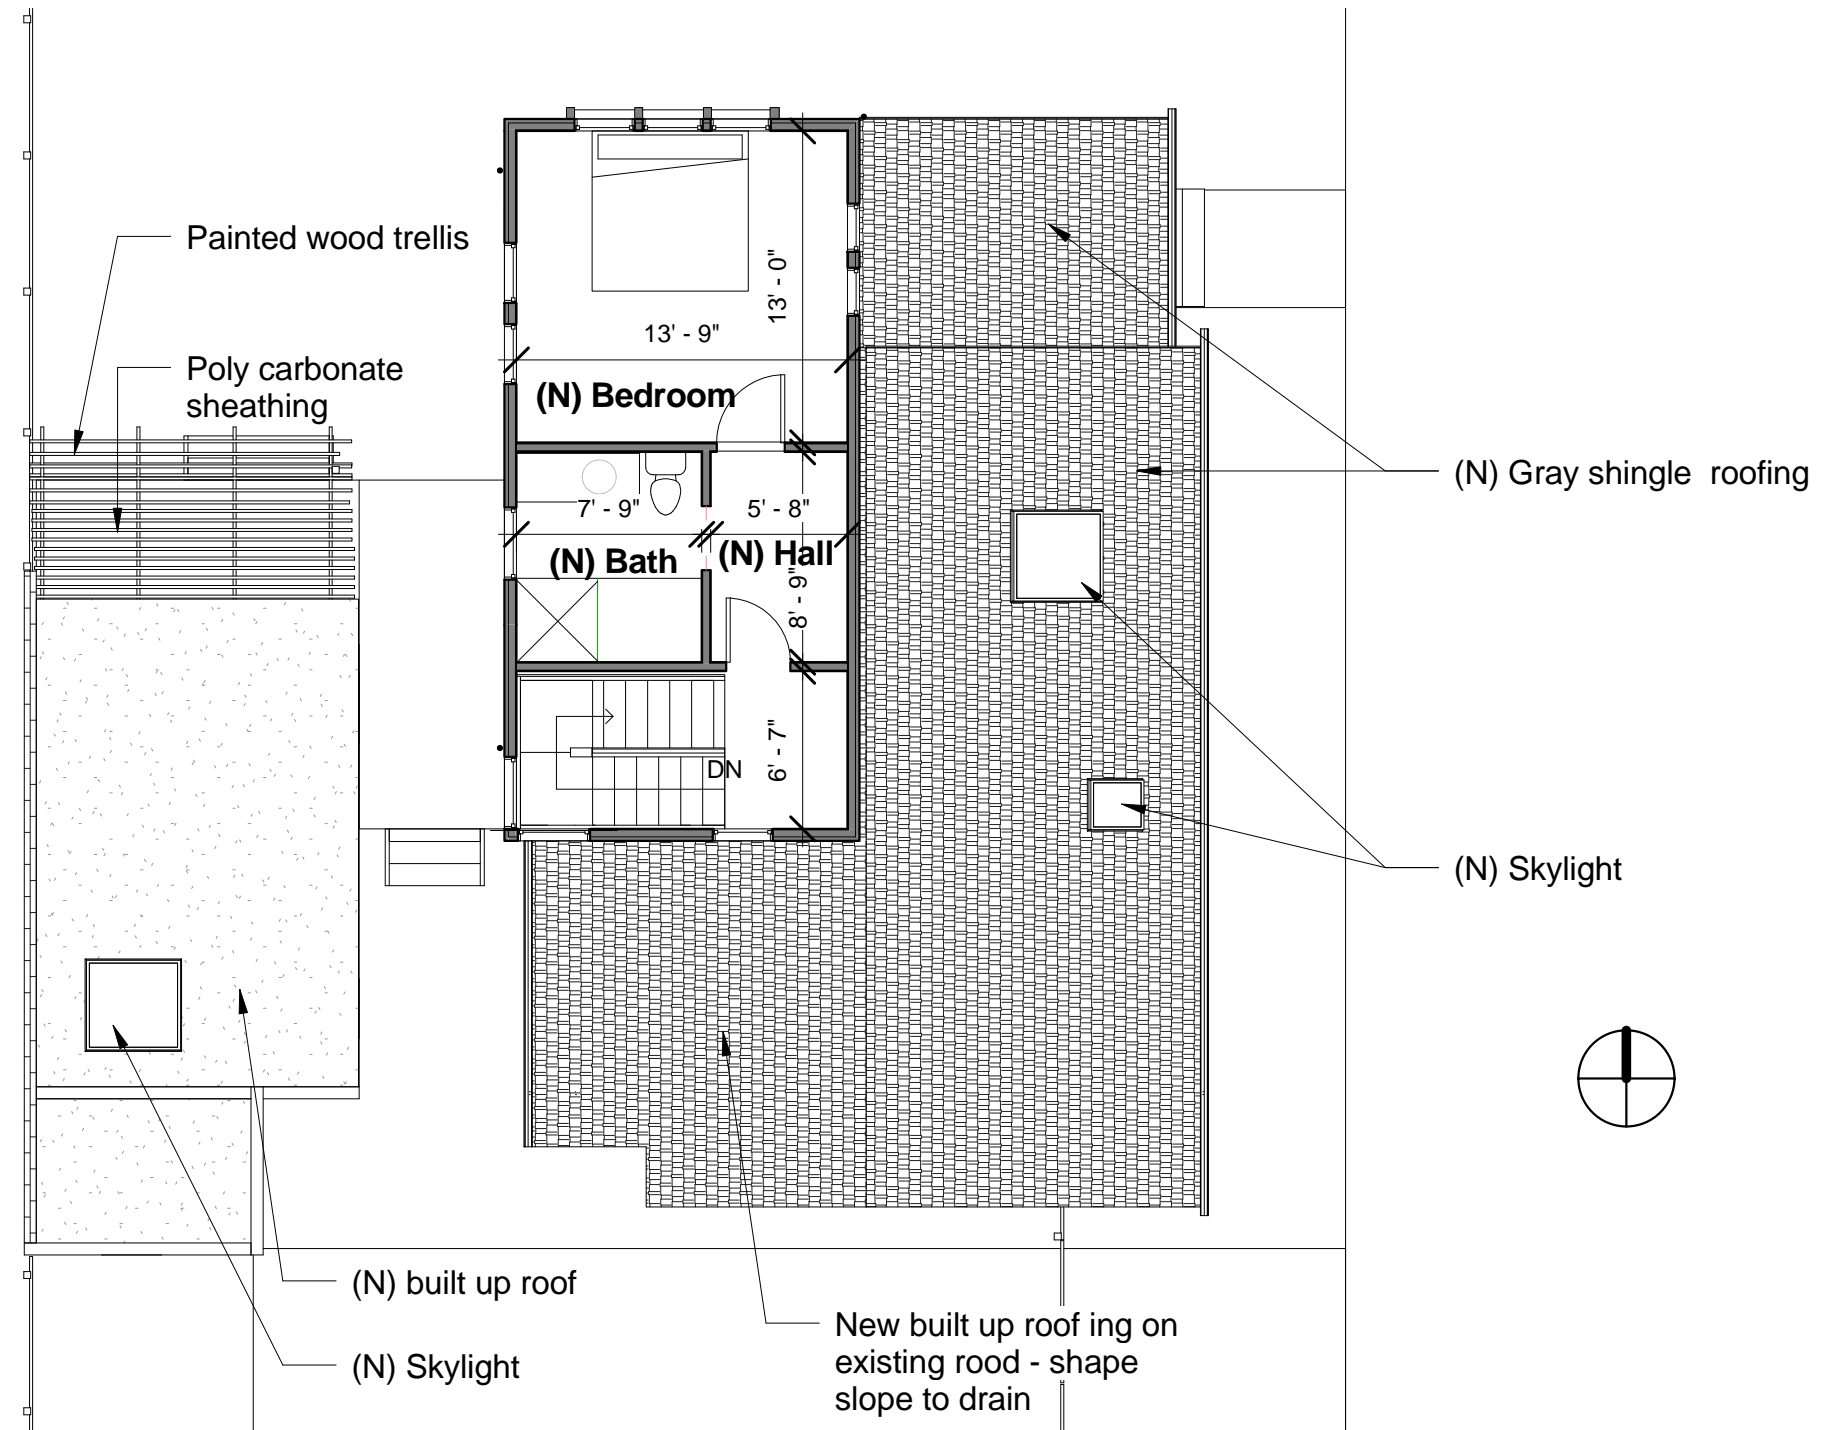 Painted wood trellis
Poly carbonate
sheathing
13' - 0"
13' - 9"
(N) Bedroom
7' - 9"
5' - 8"
(N) Bath
(N) Hall
8' - 9"
6' - 7"
DN
(N) Gray shingle  roofing
(N) Skylight
(N) built up roof
(N) Skylight
New built up roof ing on
existing rood - shape
slope to drain